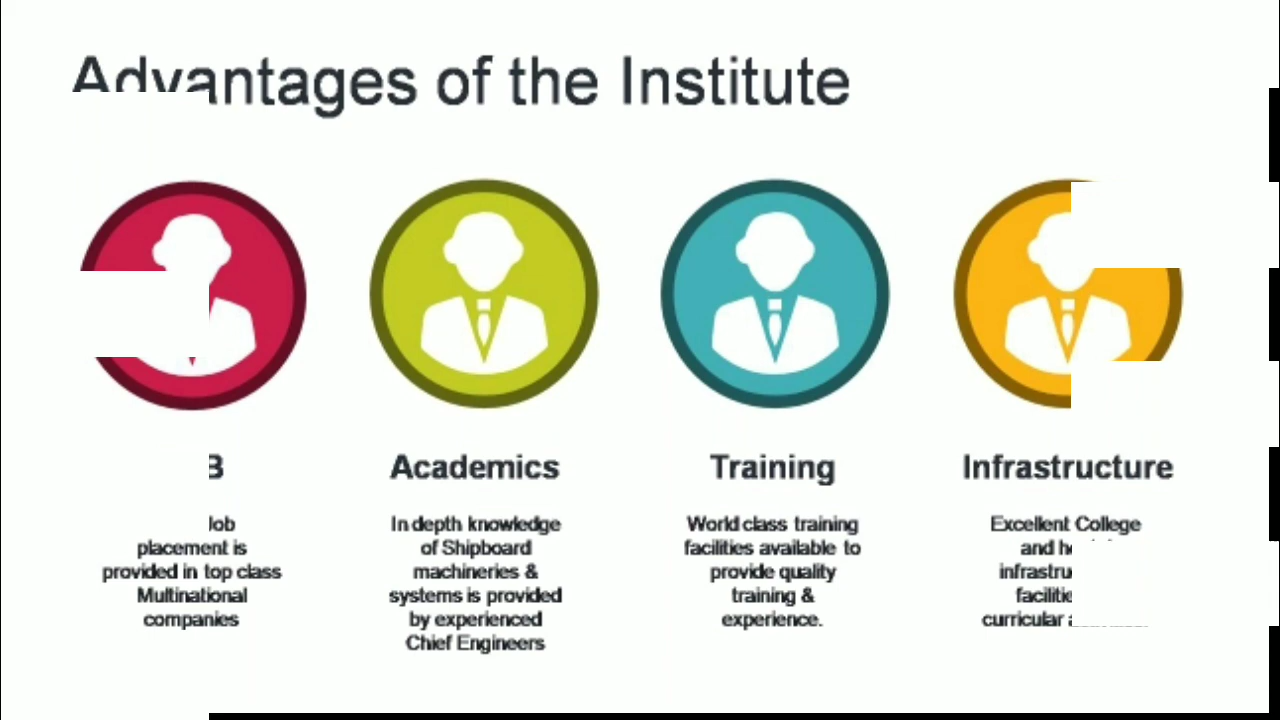 Advantages of the Institute
Academics
Training
Infrastructure
Job
placement is
provided in top class
Multinational
companies
In depth knowledge
of Shipboard
machineries &
systems is provided
by experienced
Chief Engineers
World class training
facilities available to
provide quality
training &
experience.
Excellent College
and
curricular